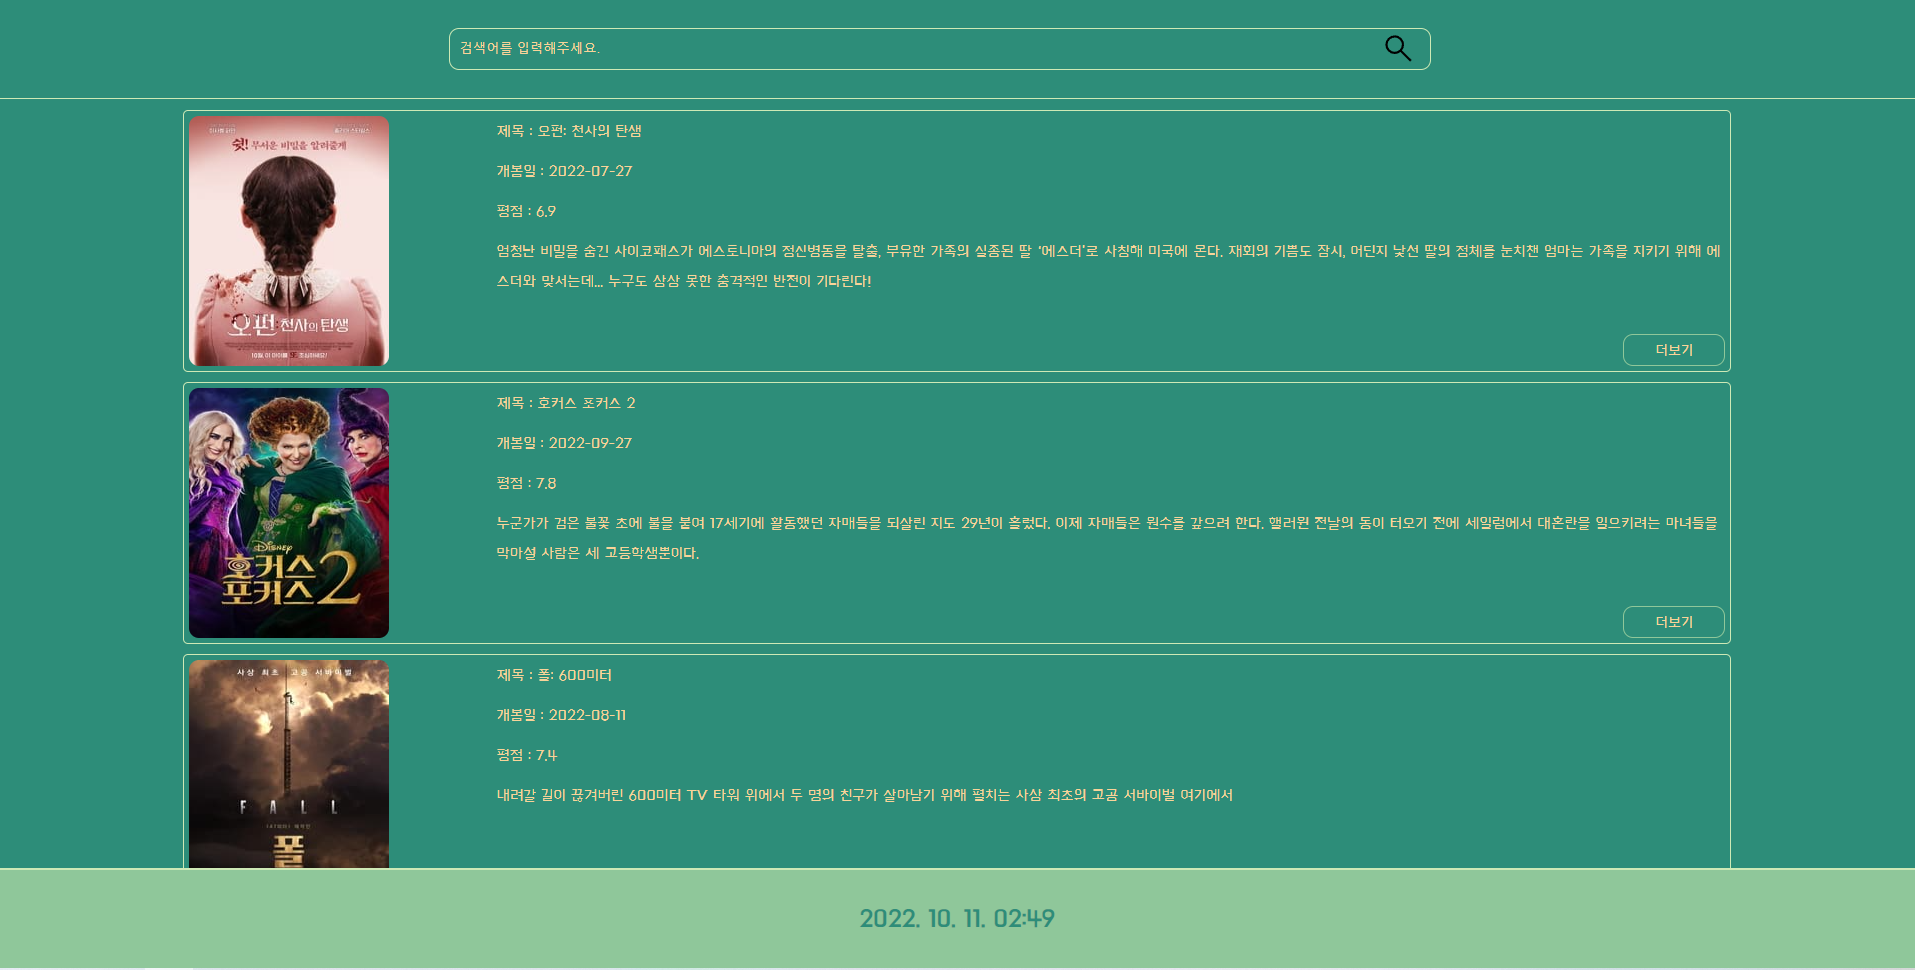 검색어를 입력해주세요.
쉿! 무서운 비밀을 알려줄게
오펀: 천사의 탄생
제목 : 오펀: 천사의 탄생
개봉일 : 2022-07-27
평점 : 6.9
엄청난 비밀을 숨긴 사이코패스가 에스토니아의 정신병동을 탈출, 부유한 가족의 실종된 딸 ‘에스더’로 사칭해 미국에 온다. 재회의 기쁨도 잠시, 어딘지 낯선 딸의 정체를 눈치챈 엄마는 가족을 지키기 위해 에
스더와 맞서는데... 누구도 상상 못한 충격적인 반전이 기다린다!
더보기
Disney
호커스
포커스2
제목 : 호커스 포커스 2
개봉일 : 2022-09-27
평점 : 7.8
누군가가 검은 불꽃 초에 불을 붙여 17세기에 활동했던 자매들을 되살린 지도 29년이 흘렀다. 이제 자매들은 원수를 갚으려 한다. 핼러윈 전날의 동이 터오기 전에 세일럼에서 대혼란을 일으키려는 마녀들을
막아설 사람은 세 고등학생뿐이다.
더보기
사상 최초 고공 서바이벌
FALL
폴
제목 : 폴: 600미터
개봉일 : 2022-08-11
평점 : 7.4
내려갈 길이 끊겨버린 600미터 TV 타워 위에서 두 명의 친구가 살아남기 위해 펼치는 사상 최초의 고공 서바이벌 여기에서
2022. 10. 11. 02:49